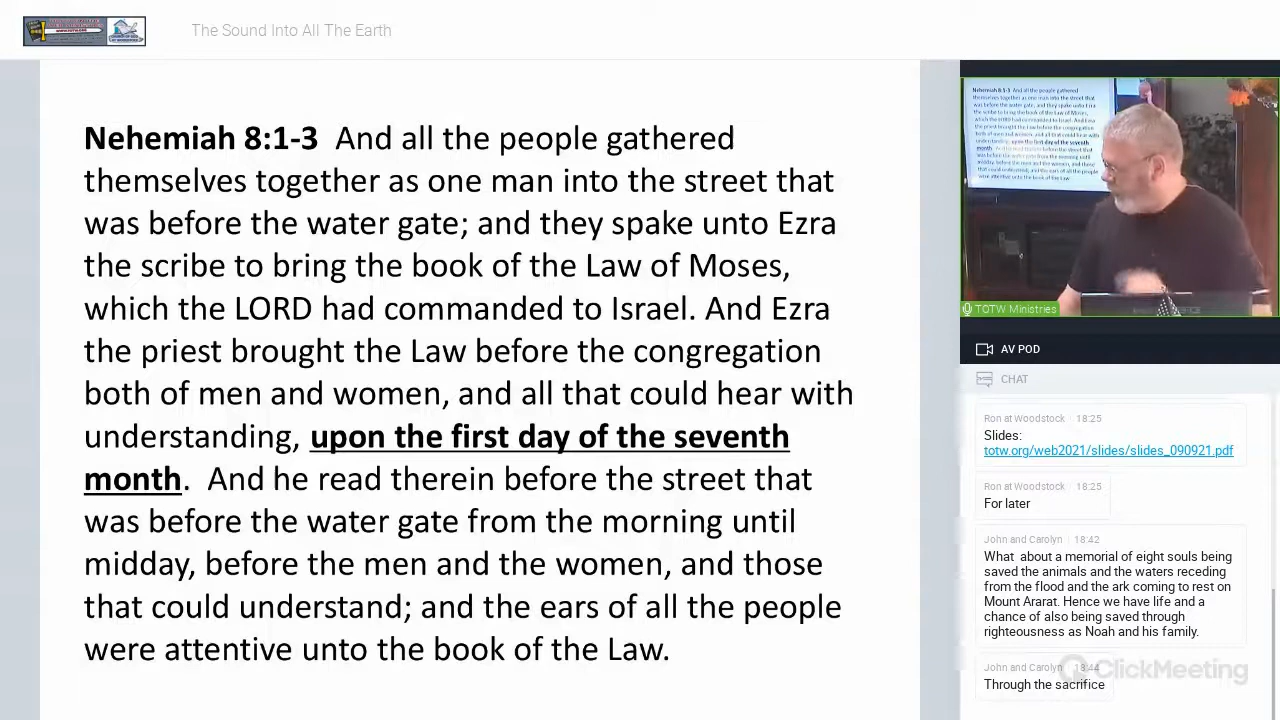 The Sound Into All The Earth
Nehemiah 8:1-3  And all the people gathered
themselves together as one man into the street that
was before the water gate; and they spake unto Ezra
the scribe to bring the book of the Law of Moses,
which the LORD had commanded to Israel. And Ezra
the priest brought the Law before the congregation
both of men and women, and all that could hear with
understanding, upon the first day of the seventh
month.  And he read therein before the street that
was before the water gate from the morning until
midday, before the men and the women, and those
that could understand; and the ears of all the people
were attentive unto the book of the Law.
TOTW Ministries
AV POD
CHAT
Ron at Woodstock 18:25
Slides:
totw.org/web2021/slides/slides_090921.pdf
Ron at Woodstock 18:25
For later
John and Carolyn 18:42
What about a memorial of eight souls being
saved the animals and the waters receding
from the flood and the ark coming to rest on
Mount Ararat. Hence we have life and a
chance of also being saved through
righteousness as Noah and his family.
John and Carolyn 18:44
Through the sacrifice
ClickMeeting